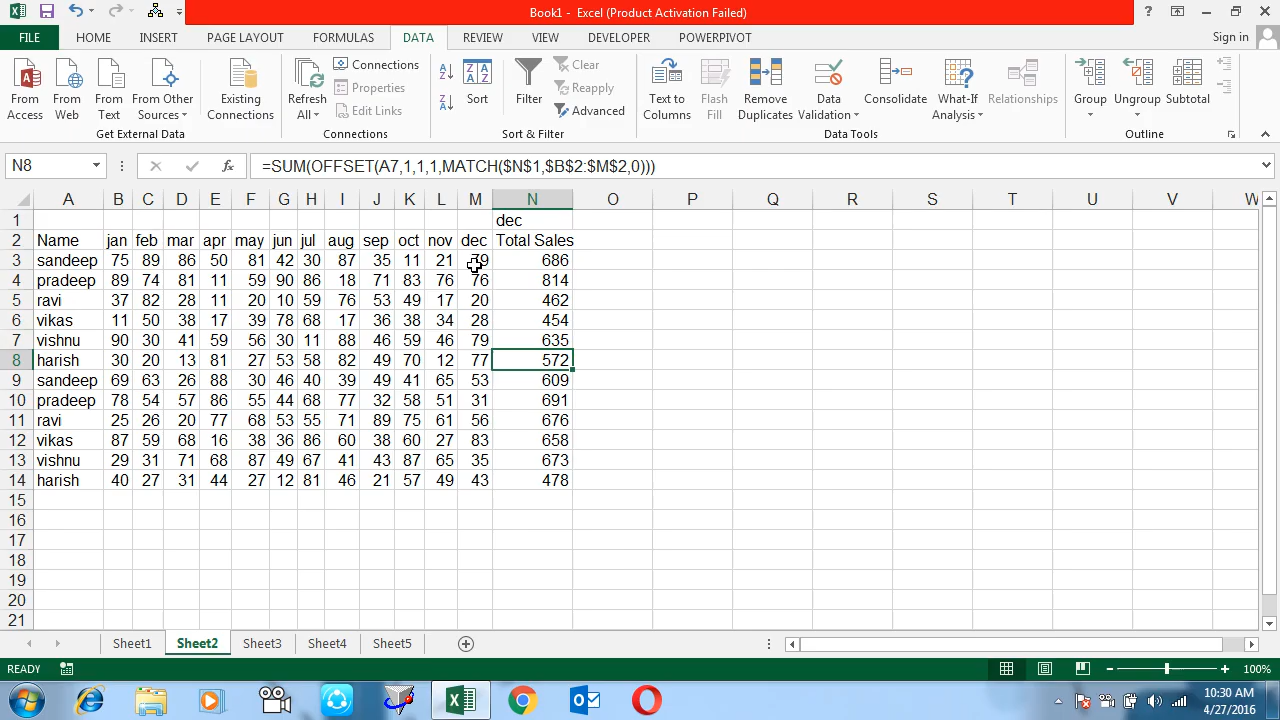 Book1 - Excel (Product Activation Failed)
FILE HOME INSERT PAGE LAYOUT FORMULAS DATA REVIEW VIEW DEVELOPER POWERPIVOT Sign in
From Access
From Web
From Text
From Other Sources
Get External Data
Existing Connections
Refresh All
Connections
Properties
Edit Links
Connections
Sort
Filter
Clear
Reapply
Advanced
Sort & Filter
Text to Columns
Flash Fill
Remove Duplicates
Data Validation
Consolidate
What-If Analysis
Relationships
Data Tools
Group
Ungroup
Subtotal
Outline
N8 fx =SUM(OFFSET(A7,1,1,1,MATCH($N$1,$B$2:$M$2,0)))
A B C D E F G H I J K L M N O P Q R S T U V W
1 dec
2 Name jan feb mar apr may jun jul aug sep oct nov dec Total Sales
3 sandeep 75 89 86 50 81 42 30 87 35 11 21 79 686
4 pradeep 89 74 81 11 59 90 86 18 71 83 76 76 814
5 ravi 37 82 28 11 20 10 59 76 53 49 17 20 462
6 vikas 11 50 38 17 39 78 68 17 36 38 34 28 454
7 vishnu 90 30 41 59 56 30 11 88 46 59 46 79 635
8 harish 30 20 13 81 27 53 58 82 49 70 12 77 572
9 sandeep 69 63 26 88 30 46 40 39 49 41 65 53 609
10 pradeep 78 54 57 86 55 44 68 77 32 58 51 31 691
11 ravi 25 26 20 77 68 53 55 71 89 75 61 56 676
12 vikas 87 59 68 16 38 36 86 60 38 60 27 83 658
13 vishnu 29 31 71 68 87 49 67 41 43 87 65 35 673
14 harish 40 27 31 44 27 12 81 46 21 57 49 43 478
15
16
17
18
19
20
21
Sheet1 Sheet2 Sheet3 Sheet4 Sheet5
READY 100%
10:30 AM
4/27/2016